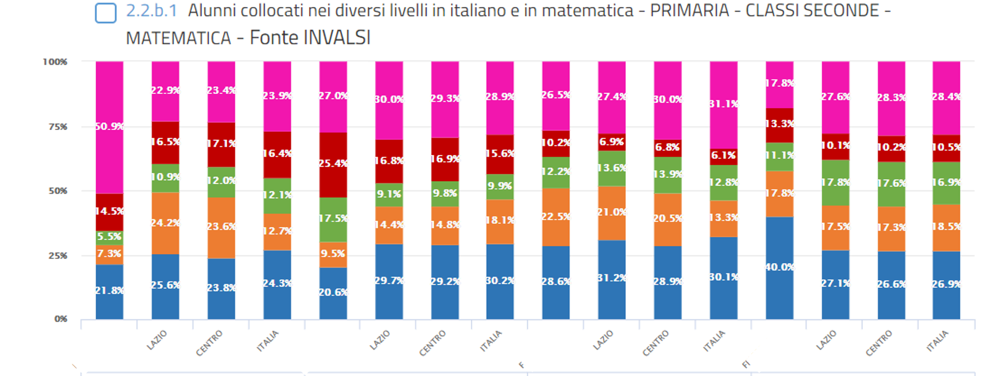 2.2.b.1 Alunni collocati nei diversi livelli in italiano e in matematica - PRIMARIA - CLASSI SECONDE -
MATEMATICA - Fonte INVALSI
100%
75%
50%
25%
0%
50.9% 22.9% 23.4% 23.9% 27.0% 30.0% 29.3% 28.9% 26.5% 27.4% 30.0% 31.1% 17.8% 27.6% 28.3% 28.4%
14.5% 16.5% 17.1% 16.4% 25.4% 16.8% 16.9% 15.6% 10.2% 6.9% 6.8% 6.1% 13.3% 10.1% 10.2% 10.5%
5.5% 10.9% 12.0% 12.1% 17.5% 9.1% 9.8% 9.9% 12.2% 13.6% 13.9% 12.8% 11.1% 17.8% 17.6% 16.9%
7.3% 24.2% 23.6% 12.7% 9.5% 14.4% 14.8% 18.1% 22.5% 21.0% 20.5% 13.3% 17.8% 17.5% 17.3% 18.5%
21.8% 25.6% 23.8% 24.3% 20.6% 29.7% 29.2% 30.2% 28.6% 31.2% 28.9% 30.1% 40.0% 27.1% 26.6% 26.9%
LAZIO CENTRO ITALIA LAZIO CENTRO ITALIA LAZIO CENTRO ITALIA LAZIO CENTRO ITALIA
F FI